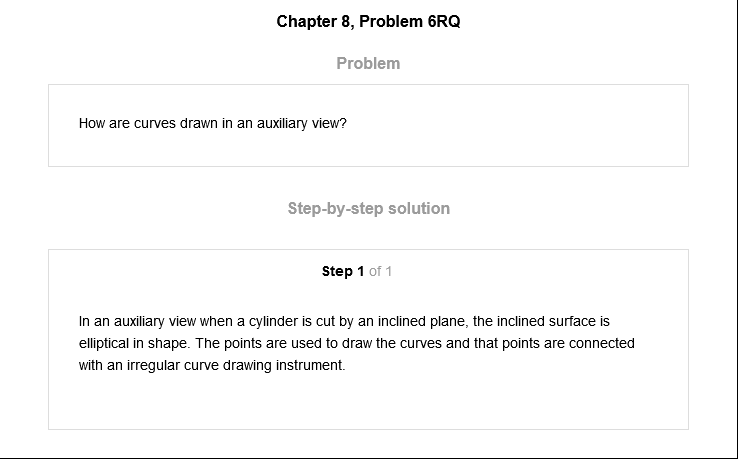 Chapter 8, Problem 6RQ
Problem
How are curves drawn in an auxiliary view?
Step-by-step solution
Step 1 of 1
In an auxiliary view when a cylinder is cut by an inclined plane, the inclined surface is
elliptical in shape. The points are used to draw the curves and that points are connected
with an irregular curve drawing instrument.